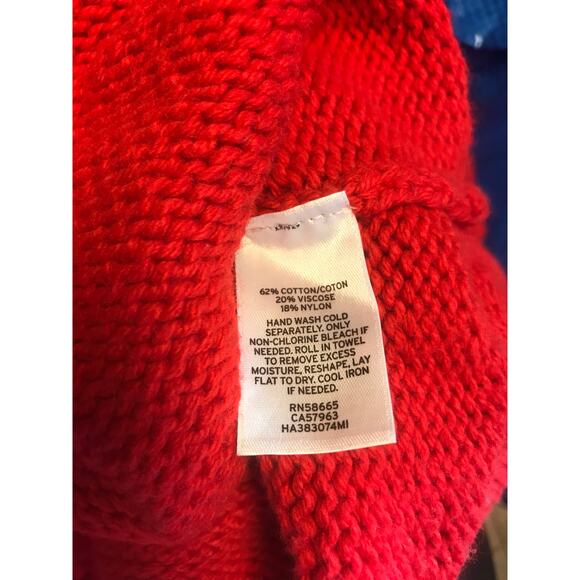 62% COTTON/COTON
20% VISCOSE
18% NYLON
HAND WASH COLD
SEPARATELY. ONLY
NON-CHLORINE BLEACH IF
NEEDED. ROLL IN TOWEL
TO REMOVE EXCESS
MOISTURE, RESHAPE, LAY
FLAT TO DRY. COOL IRON
IF NEEDED.
RN58665
CA57963
HA383074MI